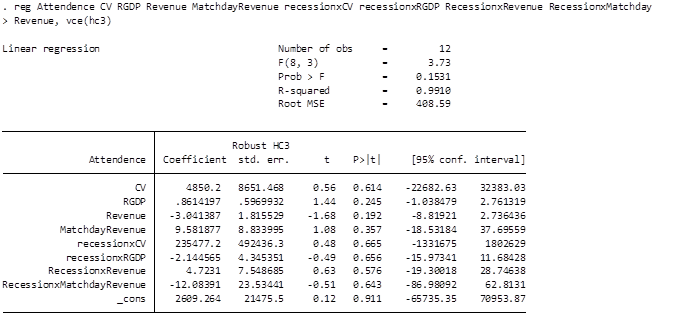 . reg Attendence CV RGDP Revenue MatchdayRevenue recessionxCV recessionxRGDP RecessionxRevenue RecessionxMatchday
> Revenue, vce(hc3)
Linear regression Number of obs = 12
F(8, 3) = 3.73
Prob > F = 0.1531
R-squared = 0.9910
Root MSE = 408.59
Robust HC3
Attendence Coefficient std. err. t P>|t| [95% conf. interval]
CV 4850.2 8651.468 0.56 0.614 -22682.63 32383.03
RGDP .8614197 .5969932 1.44 0.245 -1.038479 2.761319
Revenue -3.041387 1.815529 -1.68 0.192 -8.81921 2.736436
MatchdayRevenue 9.581877 8.833995 1.08 0.357 -18.53184 37.69559
recessionxCV 235477.2 492436.3 0.48 0.665 -1331675 1802629
recessionxRGDP -2.144565 4.345351 -0.49 0.656 -15.97341 11.68428
RecessionxRevenue 4.7231 7.548685 0.63 0.576 -19.30018 28.74638
RecessionxMatchdayRevenue -12.08391 23.53441 -0.51 0.643 -86.98092 62.8131
_cons 2609.264 21475.5 0.12 0.911 -65735.35 70953.87